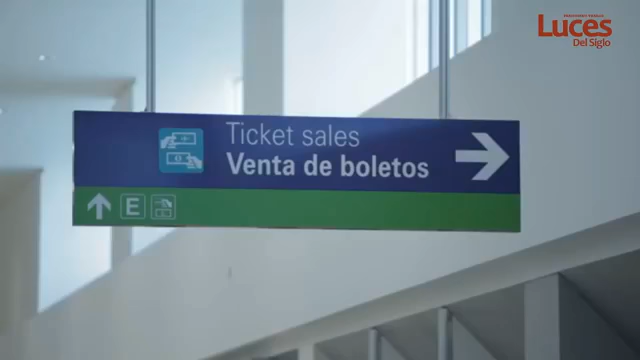 Luces
Del Siglo
Ticket sales
Venta de boletos
E